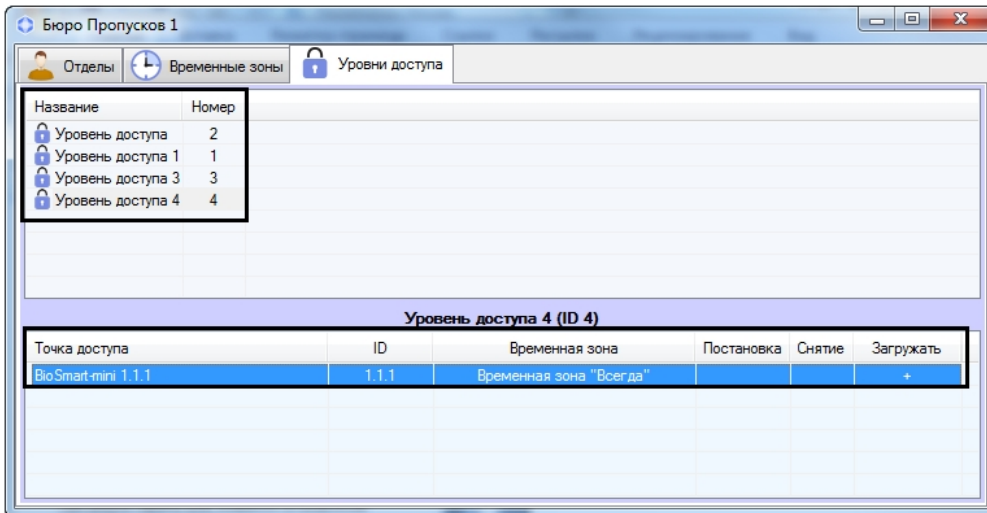 Бюро Пропусков 1
Отделы Временные зоны Уровни доступа
Название Номер
Уровень доступа 2
Уровень доступа 1 1
Уровень доступа 3 3
Уровень доступа 4 4
Уровень доступа 4 (ID 4)
Точка доступа ID Временная зона Постановка Снятие Загружать
BioSmart-mini 1.1.1 1.1.1 Временная зона "Всегда" +